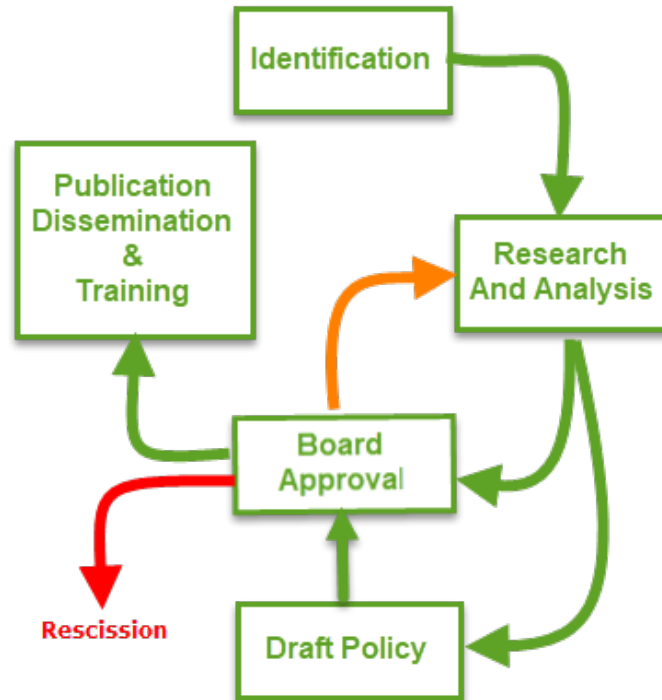 Identification
Publication
Dissemination
&
Training
Research
And Analysis
Board
Approval
Rescission
Draft Policy